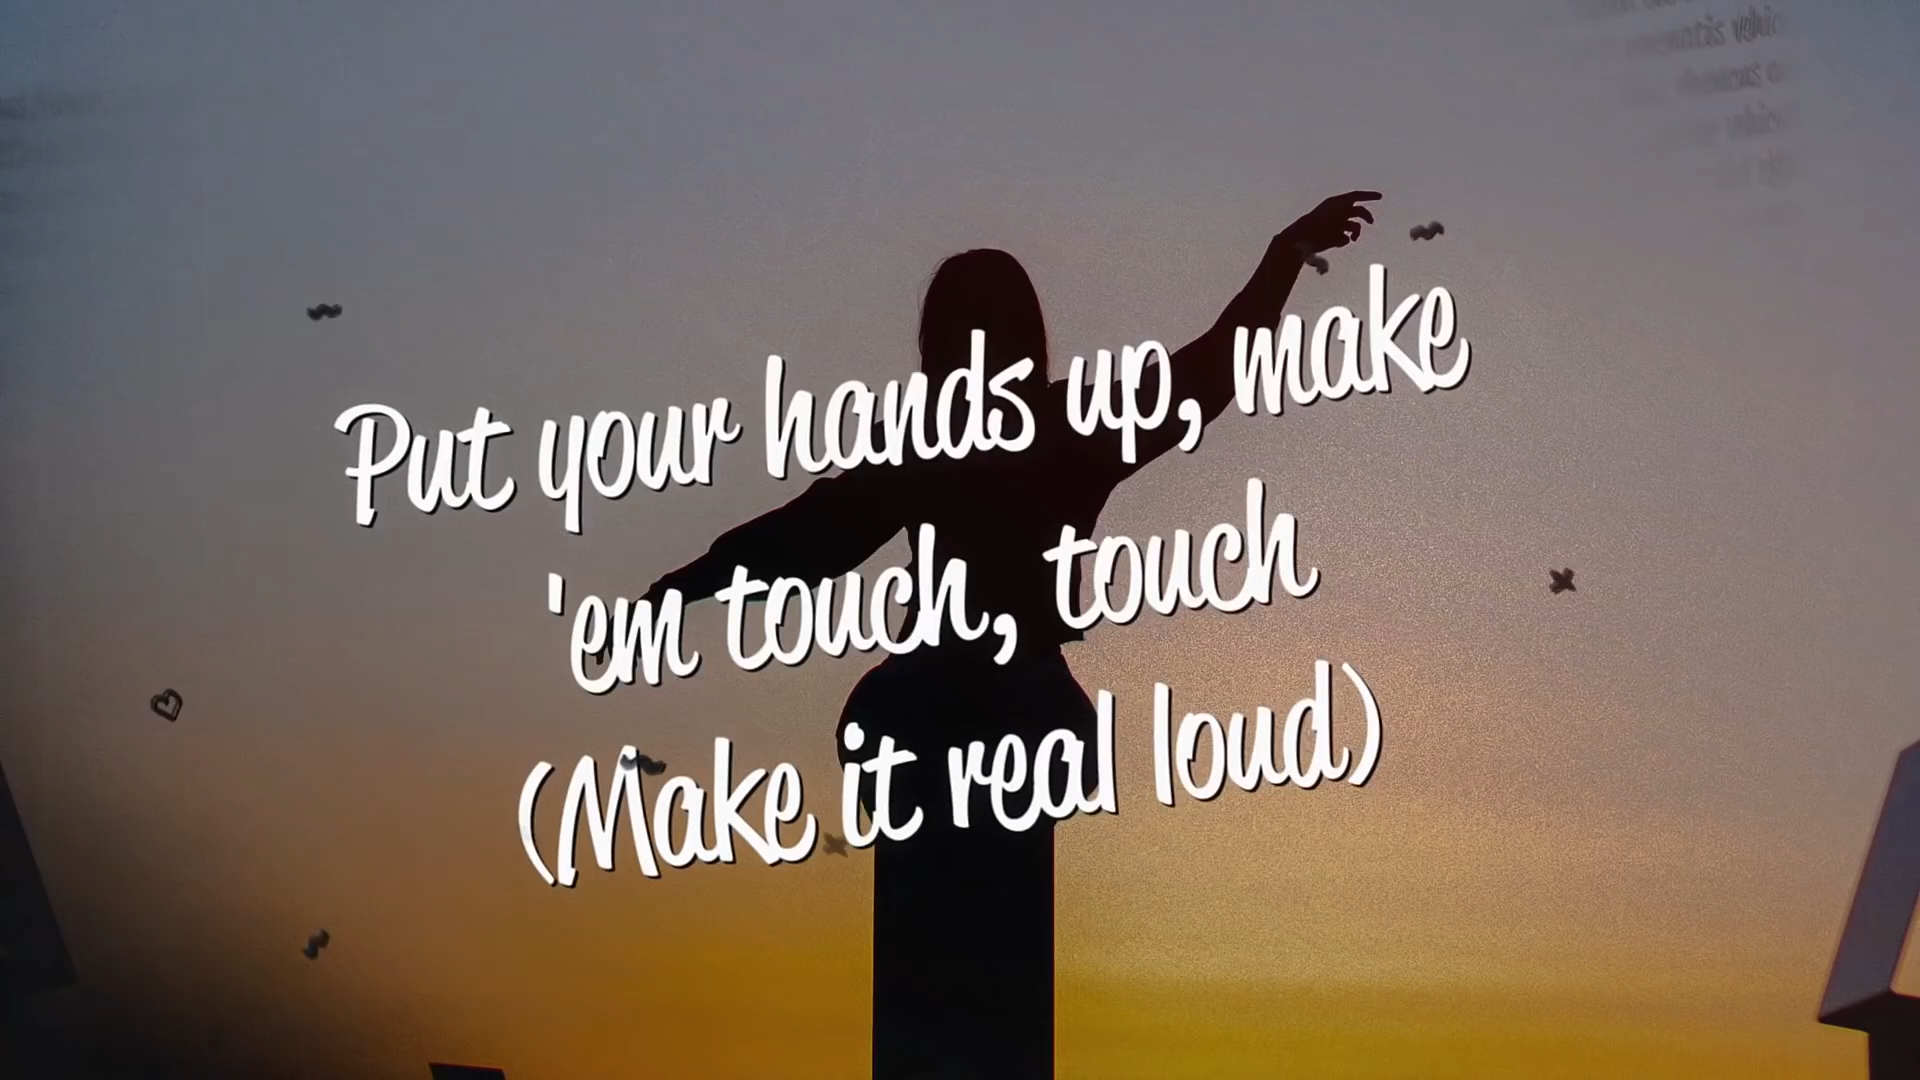 Put your hands up, make
'em touch, touch
(Make it real loud)